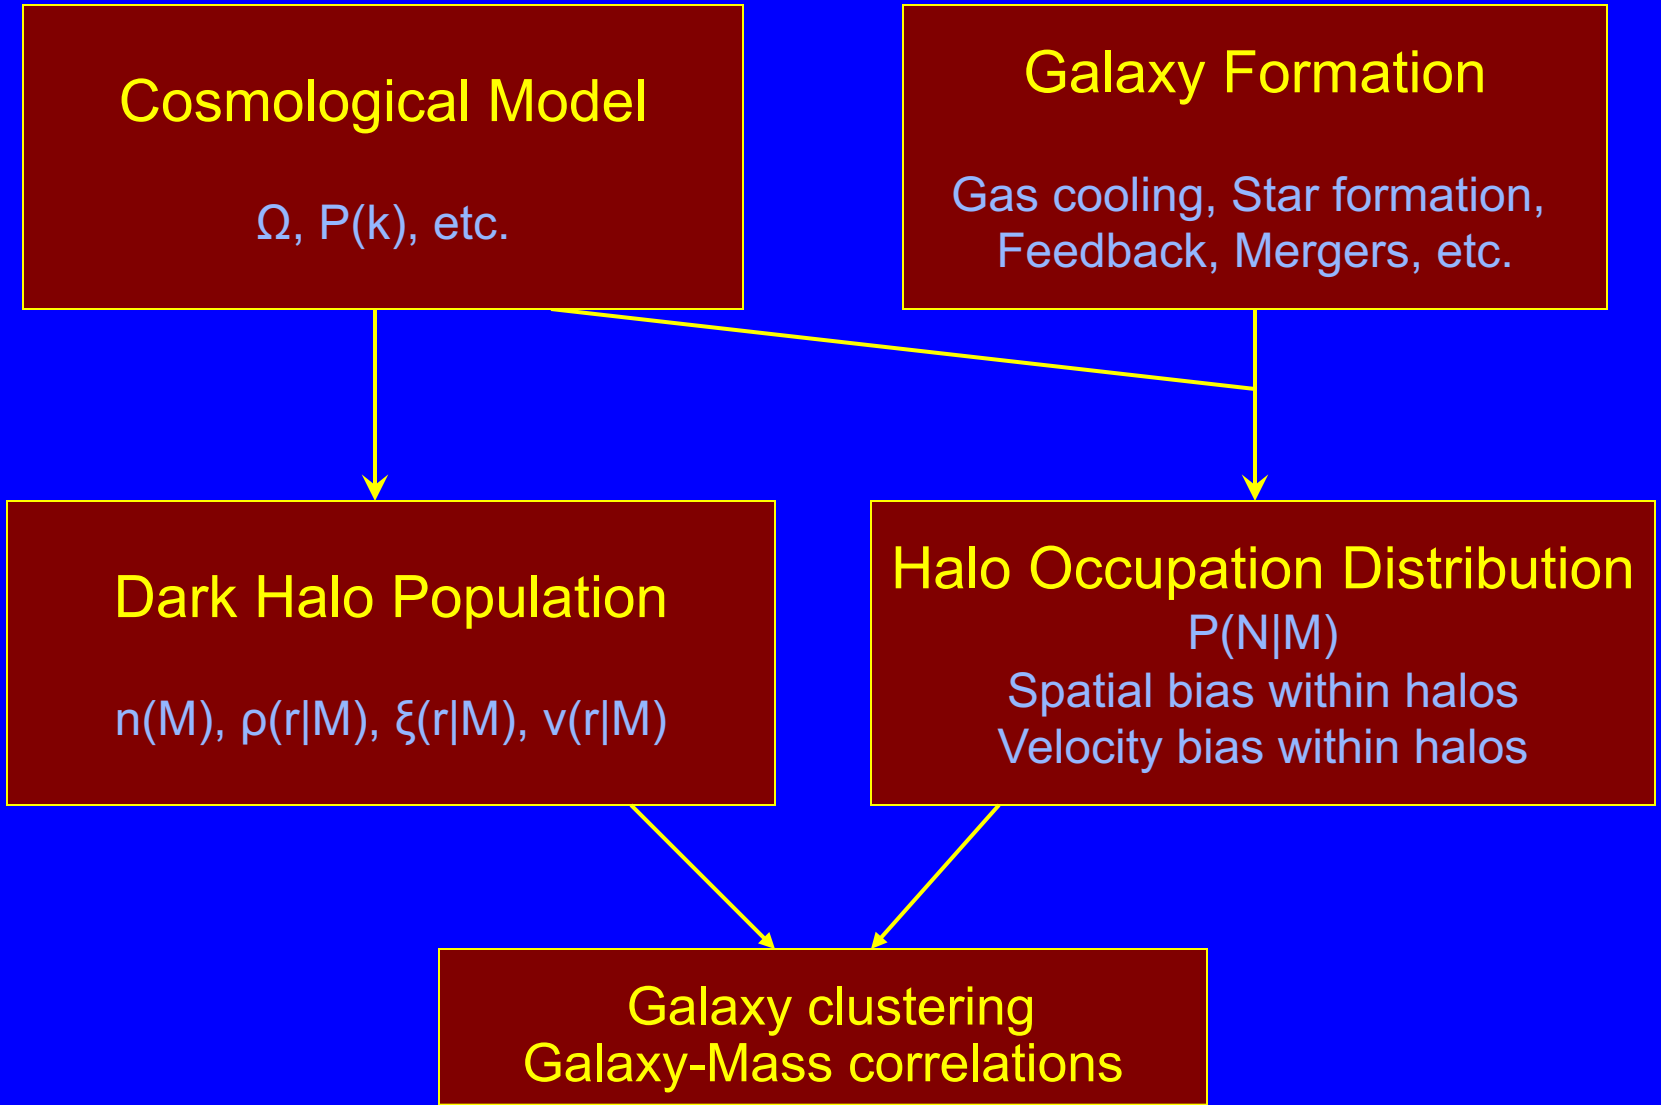 Cosmological Model
Ω, P(k), etc.
Galaxy Formation
Gas cooling, Star formation,
Feedback, Mergers, etc.
Dark Halo Population
n(M), ρ(r|M), ξ(r|M), v(r|M)
Halo Occupation Distribution
P(N|M)
Spatial bias within halos
Velocity bias within halos
Galaxy clustering
Galaxy-Mass correlations